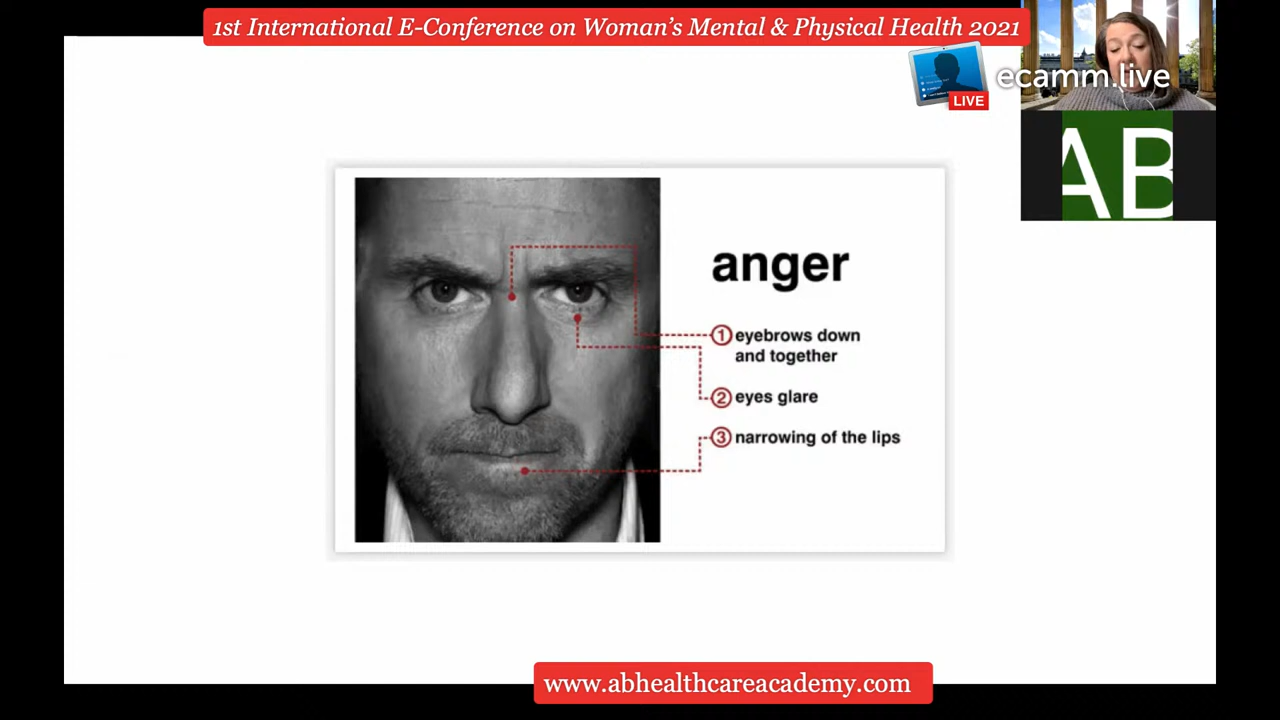 1st International E-Conference on Woman's Mental & Physical Health 2021
ecamm.live
LIVE
AB
anger
1 eyebrows down
and together
2 eyes glare
3 narrowing of the lips
www.abhealthcareacademy.com